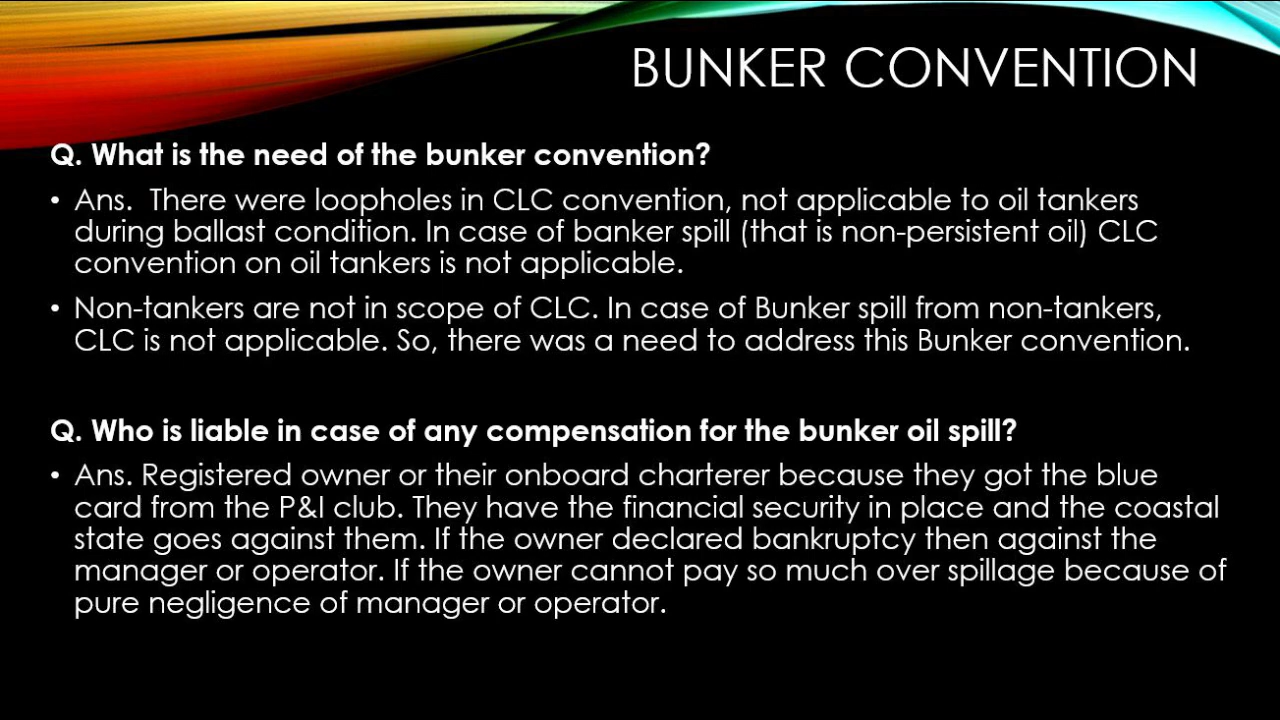 BUNKER CONVENTION
Q. What is the need of the bunker convention?
• Ans.  There were loopholes in CLC convention, not applicable to oil tankers
during ballast condition. In case of banker spill (that is non-persistent oil) CLC
convention on oil tankers is not applicable.
• Non-tankers are not in scope of CLC. In case of Bunker spill from non-tankers,
CLC is not applicable. So, there was a need to address this Bunker convention.
Q. Who is liable in case of any compensation for the bunker oil spill?
• Ans. Registered owner or their onboard charterer because they got the blue
card from the P&I club. They have the financial security in place and the coastal
state goes against them. If the owner declared bankruptcy then against the
manager or operator. If the owner cannot pay so much over spillage because of
pure negligence of manager or operator.